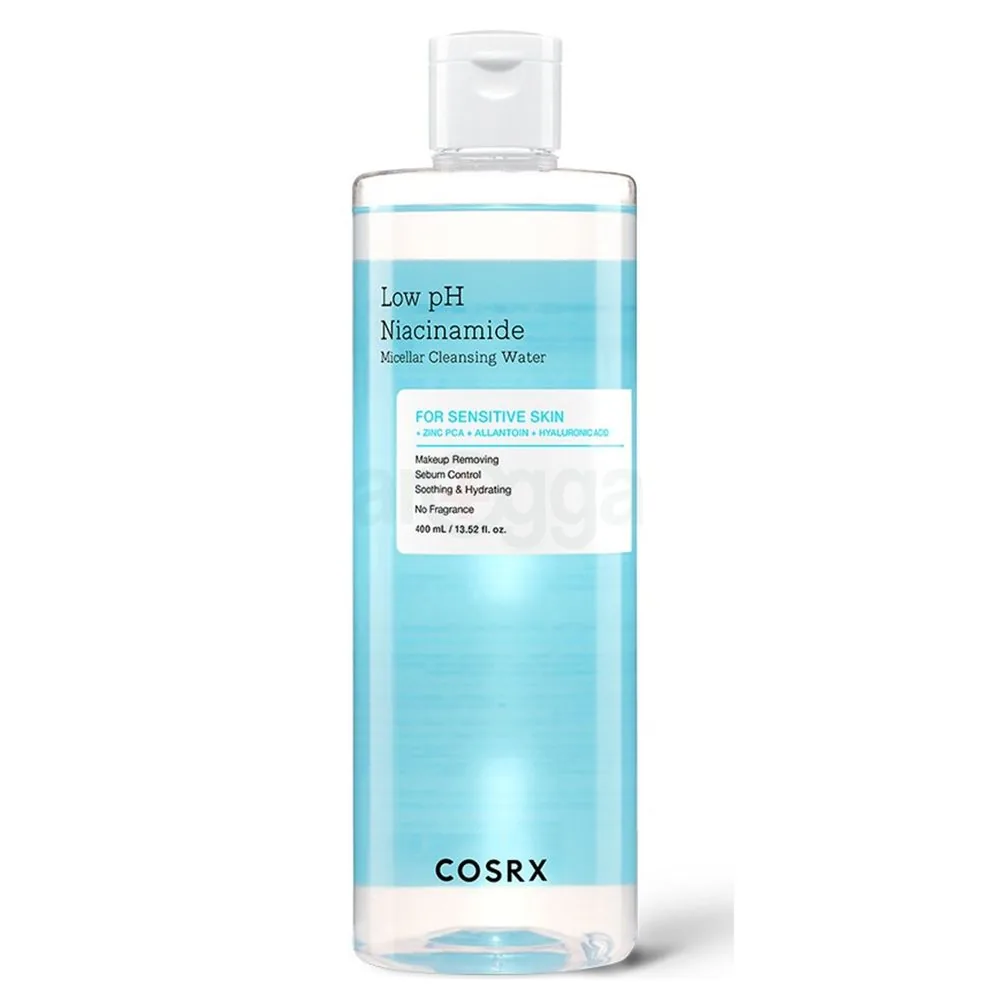 Low pH
Niacinamide
Micellar Cleansing Water
FOR SENSITIVE SKIN
+ ZINC PCA + ALLANTOIN + HYALURONIC ACID
Makeup Removing
Sebum Control
Soothing & Hydrating
No Fragrance
400 mL / 13.52 fl. oz.
COSRX